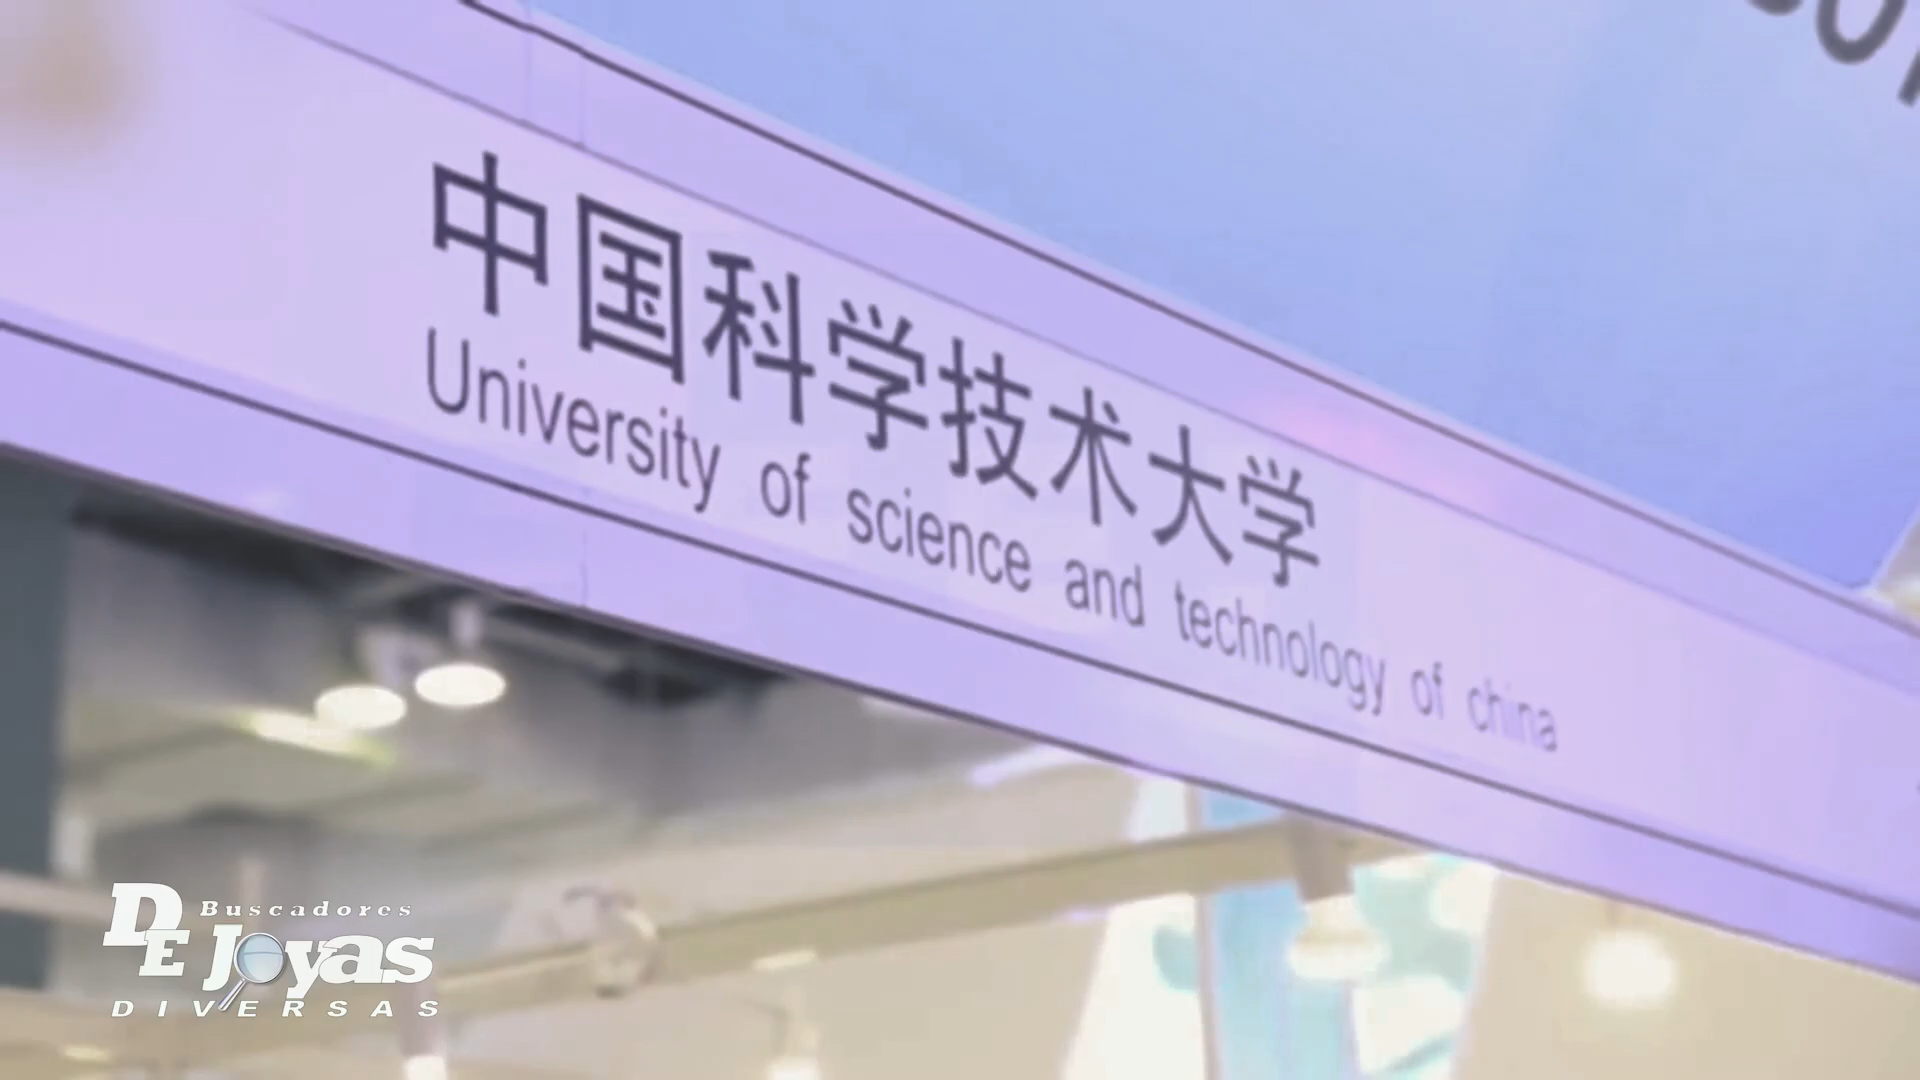 中国科学技术大学
University of science and technology of china
Buscadores
DE Joyas
DIVERSAS